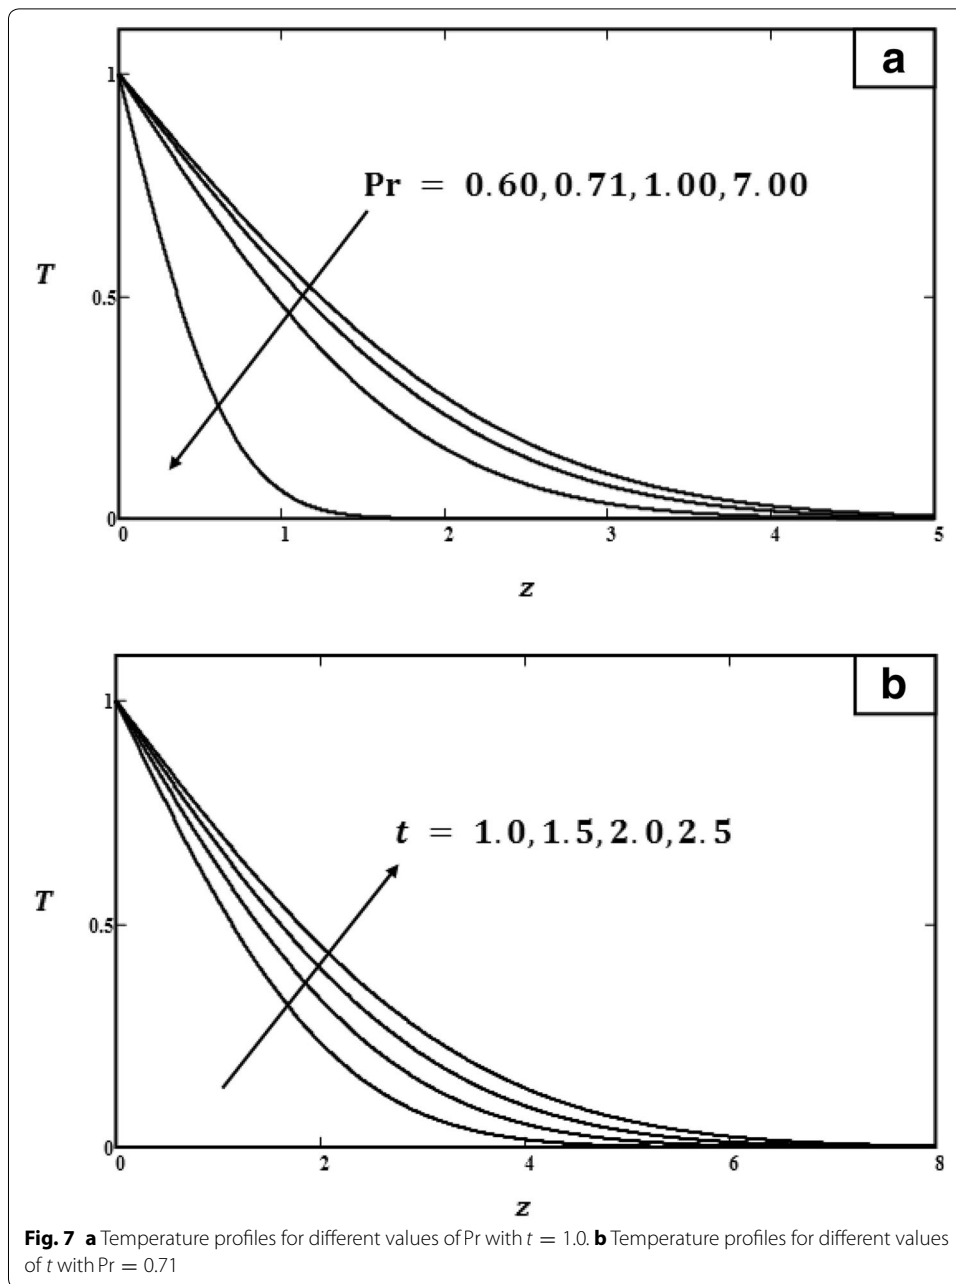 a
1
Pr = 0.60, 0.71, 1.00, 7.00
T
0.5
0
0 1 2 3 4 5
z
b
1
t = 1.0, 1.5, 2.0, 2.5
T
0.5
0
0 2 4 6 8
z
Fig. 7 a Temperature profiles for different values of Pr with t = 1.0. b Temperature profiles for different values
of t with Pr = 0.71